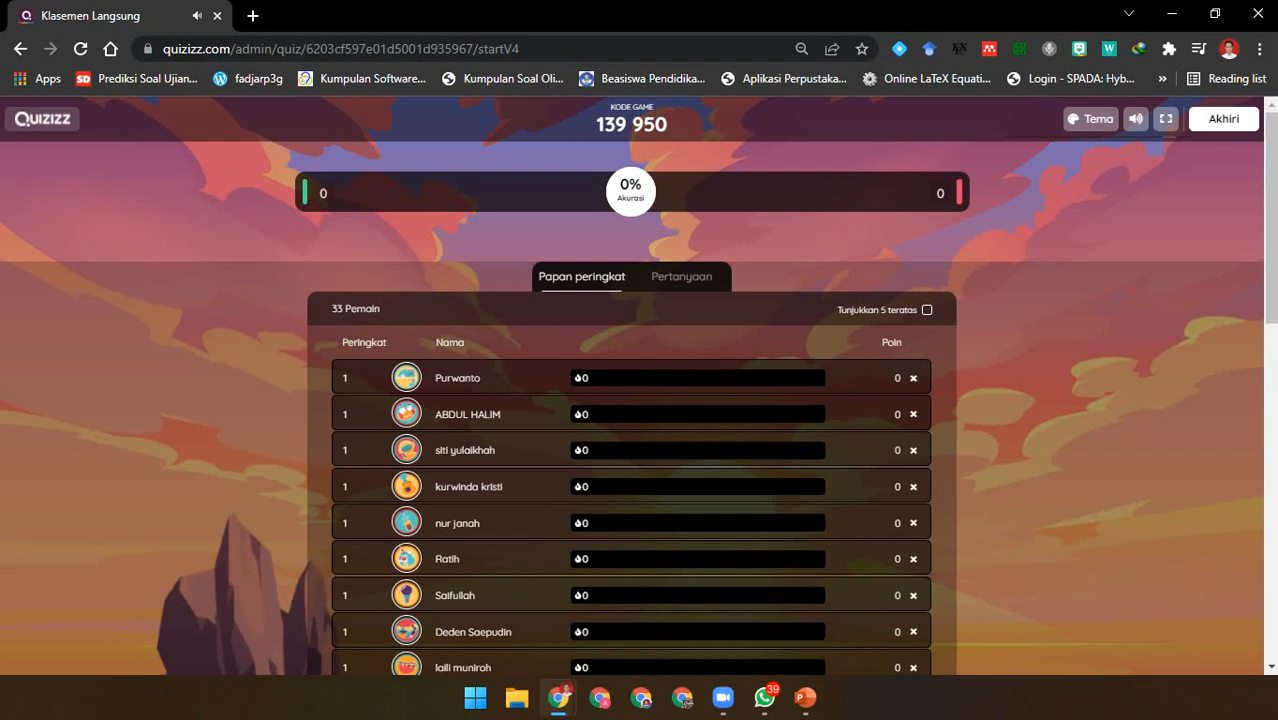 Klasemen Langsung
quizizz.com/admin/quiz/6203cf597e01d5001d935967/startV4
Apps
Prediksi Soal Ujian...
fadjarp3g
Kumpulan Software...
Kumpulan Soal Oli...
Beasiswa Pendidika...
Aplikasi Perpustaka...
Online LaTeX Equati...
Login - SPADA: Hyb...
»
Reading list
Quizizz
KODE GAME
139 950
Tema
Akhiri
0
0%
Akurasi
0
Papan peringkat
Pertanyaan
33 Pemain
Tunjukkan 5 teratas
Peringkat Nama Poin
1 Purwanto 0 0
1 ABDUL HALIM 0 0
1 siti yulaikhah 0 0
1 kurwinda kristi 0 0
1 nur janah 0 0
1 Ratih 0 0
1 Saifullah 0 0
1 Deden Saepudin 0 0
1 laili muniroh 0 0
39